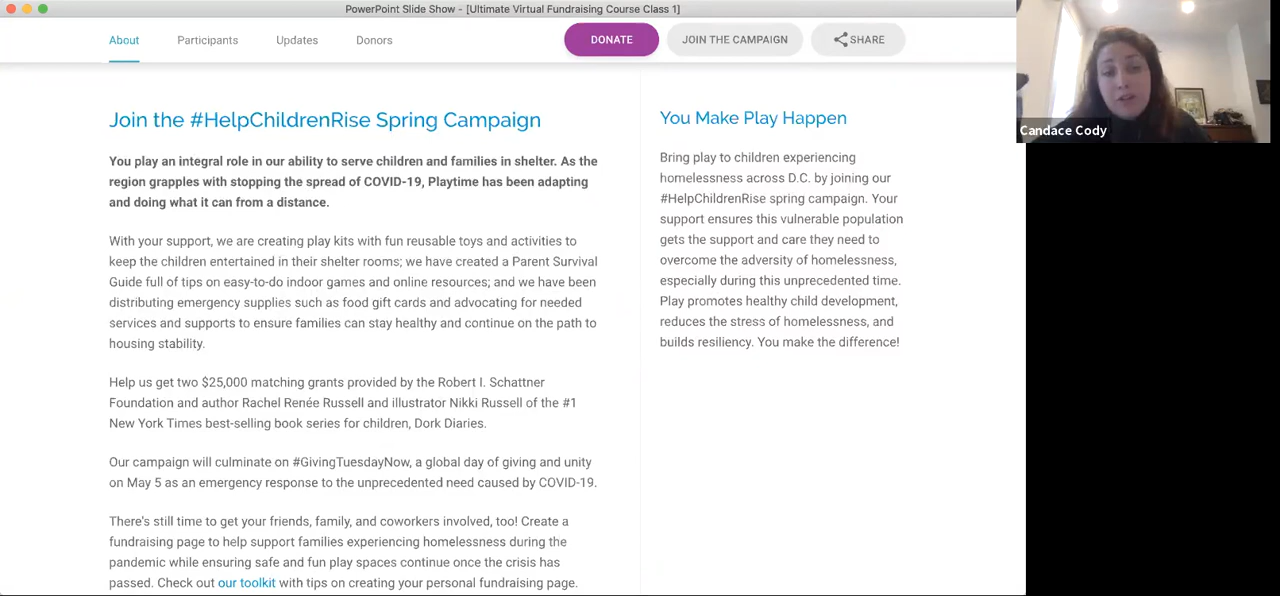 PowerPoint Slide Show - [Ultimate Virtual Fundraising Course Class 1]
About Participants Updates Donors DONATE JOIN THE CAMPAIGN SHARE
Candace Cody
Join the #HelpChildrenRise Spring Campaign
You play an integral role in our ability to serve children and families in shelter. As the
region grapples with stopping the spread of COVID-19, Playtime has been adapting
and doing what it can from a distance.
With your support, we are creating play kits with fun reusable toys and activities to
keep the children entertained in their shelter rooms; we have created a Parent Survival
Guide full of tips on easy-to-do indoor games and online resources; and we have been
distributing emergency supplies such as food gift cards and advocating for needed
services and supports to ensure families can stay healthy and continue on the path to
housing stability.
Help us get two $25,000 matching grants provided by the Robert I. Schattner
Foundation and author Rachel Renée Russell and illustrator Nikki Russell of the #1
New York Times best-selling book series for children, Dork Diaries.
Our campaign will culminate on #GivingTuesdayNow, a global day of giving and unity
on May 5 as an emergency response to the unprecedented need caused by COVID-19.
There's still time to get your friends, family, and coworkers involved, too! Create a
fundraising page to help support families experiencing homelessness during the
pandemic while ensuring safe and fun play spaces continue once the crisis has
passed. Check out our toolkit with tips on creating your personal fundraising page.
You Make Play Happen
Bring play to children experiencing
homelessness across D.C. by joining our
#HelpChildrenRise spring campaign. Your
support ensures this vulnerable population
gets the support and care they need to
overcome the adversity of homelessness,
especially during this unprecedented time.
Play promotes healthy child development,
reduces the stress of homelessness, and
builds resiliency. You make the difference!